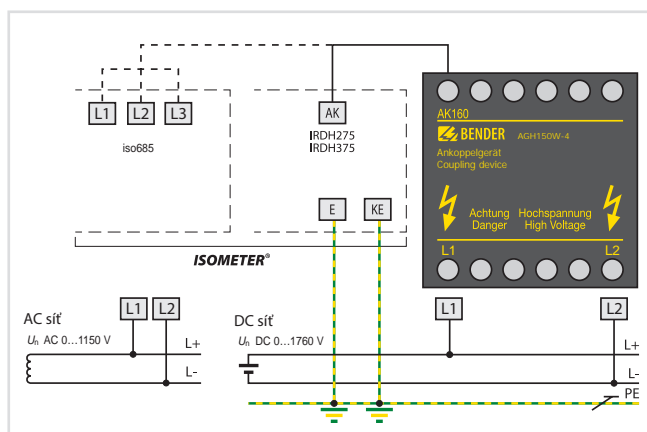 L1 L2 L3
iso685
AK
IRDH275
IRDH375
E KE
ISOMETER®
AK160
BENDER AGH150W-4
Ankoppelgerät
Coupling device
Achtung Hochspannung
Danger High Voltage
L1 L2
AC síť
Un AC 0...1150 V
L1 L2
L+
L-
DC síť
Un DC 0...1760 V
L1 L2
L+
L-
PE